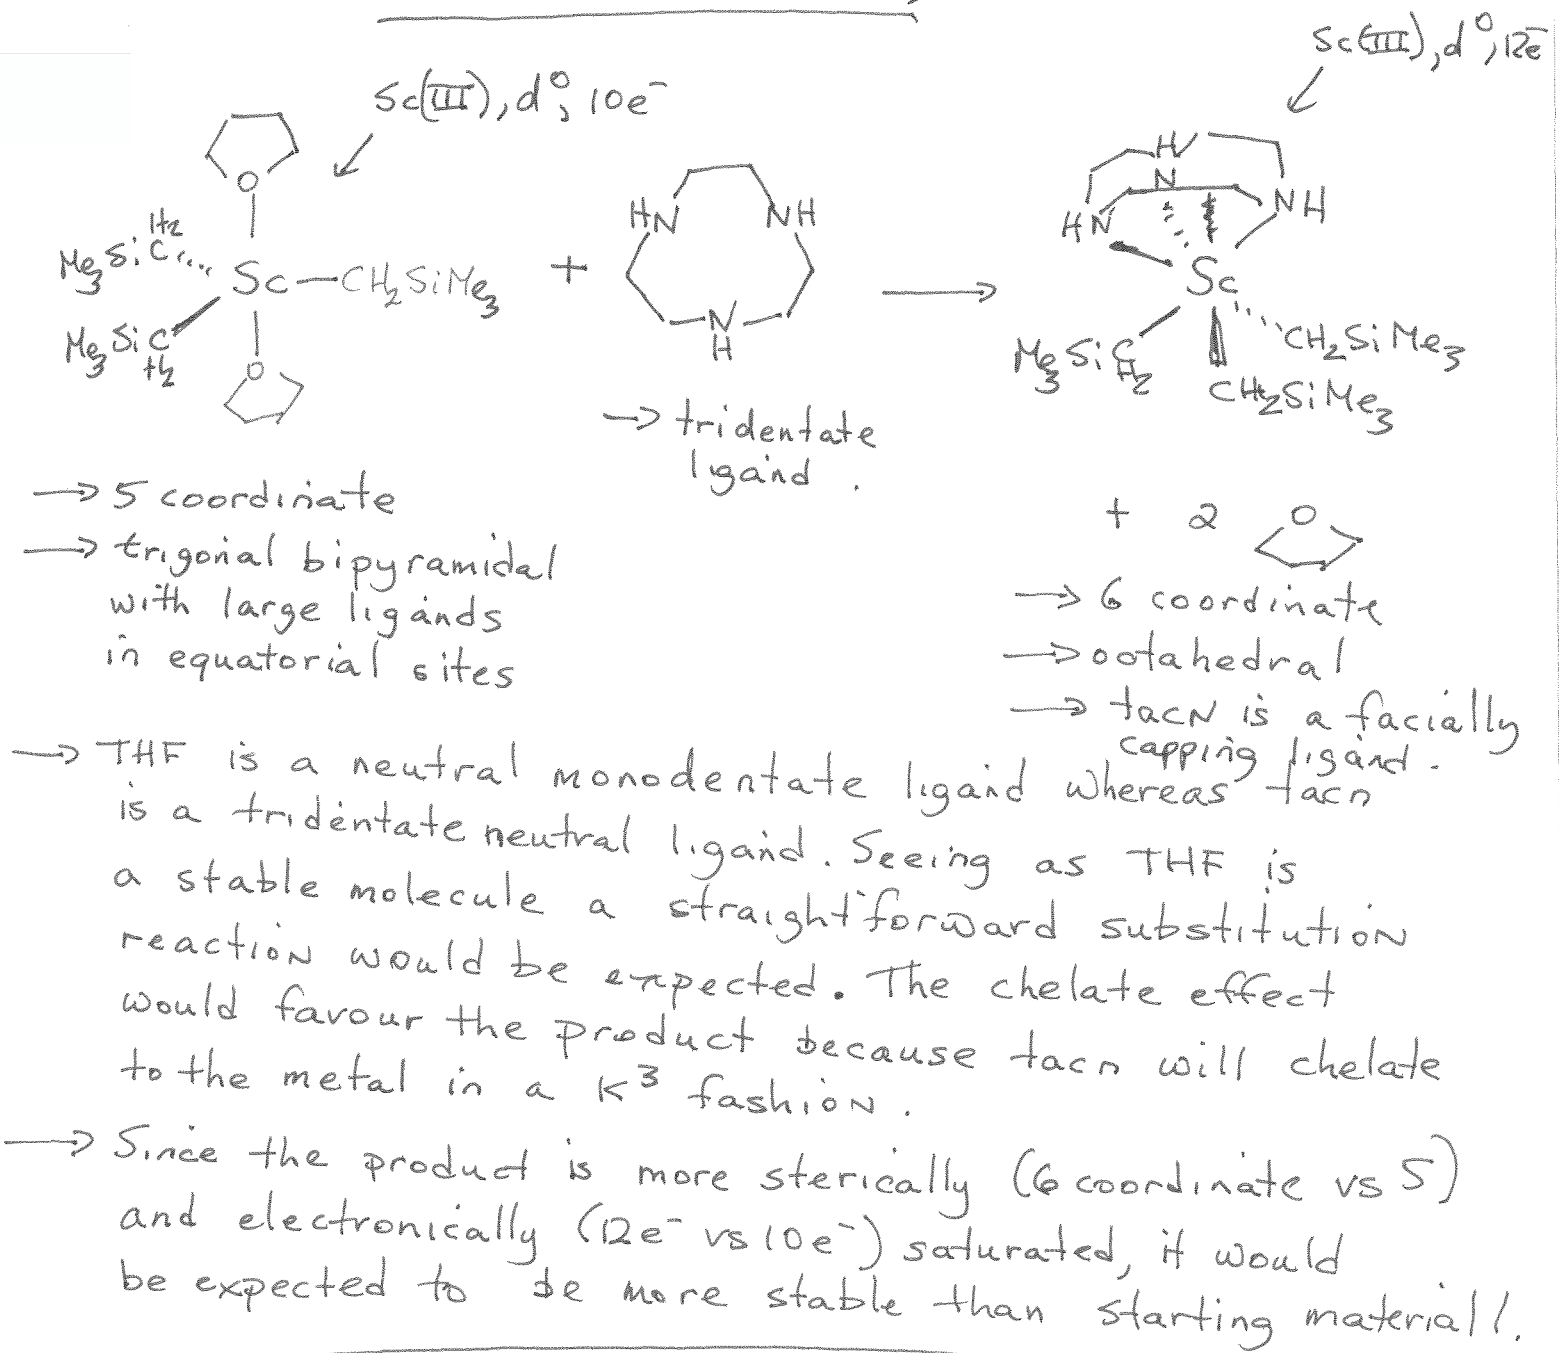 Sc(III), d⁰, 12e⁻
Sc(III), d⁰, 10e⁻
O
Me₃SiCH₂
Sc—CH₂SiMe₃
Me₃SiCH₂
O
+
HN NH
N
H
H
N
HN NH
Sc
Me₃SiCH₂
CH₂SiMe₃
CH₂SiMe₃
→ tridentate
ligand.
→ 5 coordinate
→ trigonal bipyramidal
with large ligands
in equatorial sites
+ 2 O
→ 6 coordinate
→ octahedral
→ tacN is a facially
capping ligand.
→ THF is a neutral monodentate ligand whereas tacn
is a tridentate neutral ligand. Seeing as THF is
a stable molecule a straightforward substitution
reaction would be expected. The chelate effect
would favour the product because tacn will chelate
to the metal in a K³ fashion.
→ Since the product is more sterically (6 coordinate vs 5)
and electronically (12e⁻ vs 10e⁻) saturated, it would
be expected to be more stable than starting material!.